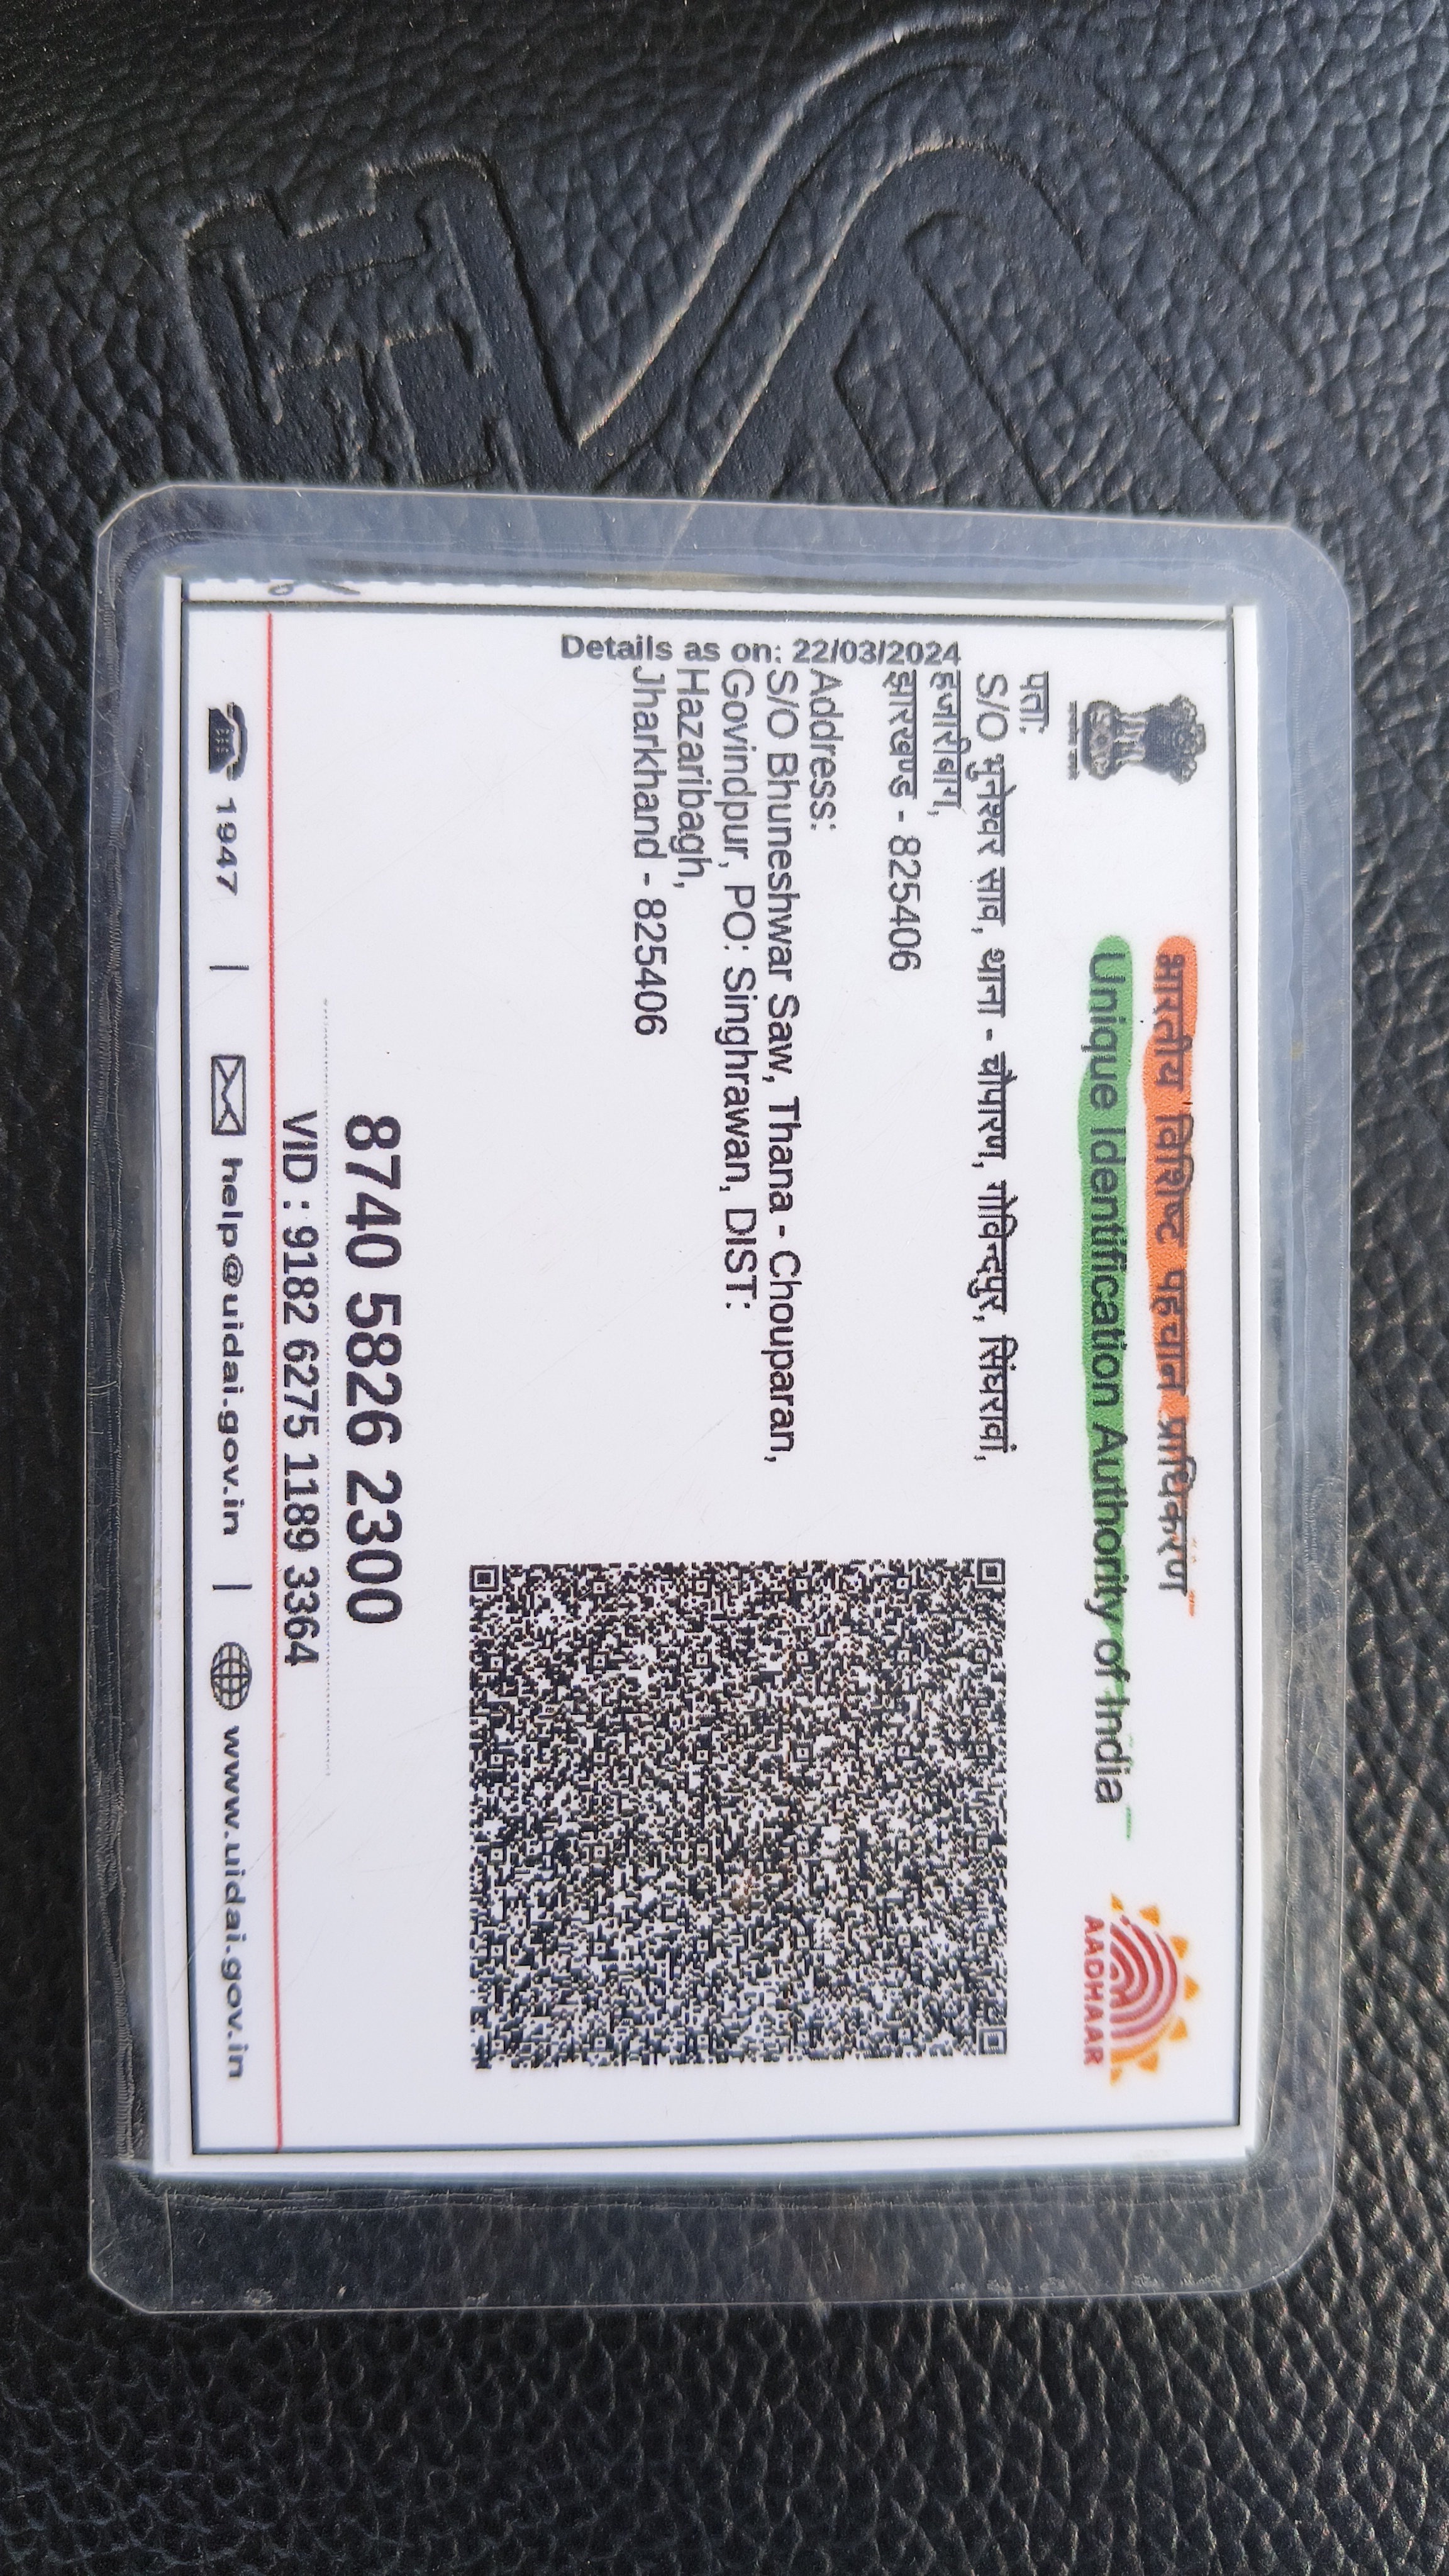 भारतीय विशिष्ट पहचान प्राधिकरण
Unique Identification Authority of India
AADHAAR
Details as on: 22/03/2024
पता:
S/O भुनेश्वर साव, थाना - चौपारण, गोविन्दपुर, सिंघरावां,
हजारीबाग,
झारखण्ड - 825406
Address:
S/O Bhuneshwar Saw, Thana - Chouparan,
Govindpur, PO: Singhrawan, DIST:
Hazaribagh,
Jharkhand - 825406
8740 5826 2300
VID : 9182 6275 1189 3364
1947 | help@uidai.gov.in | www.uidai.gov.in